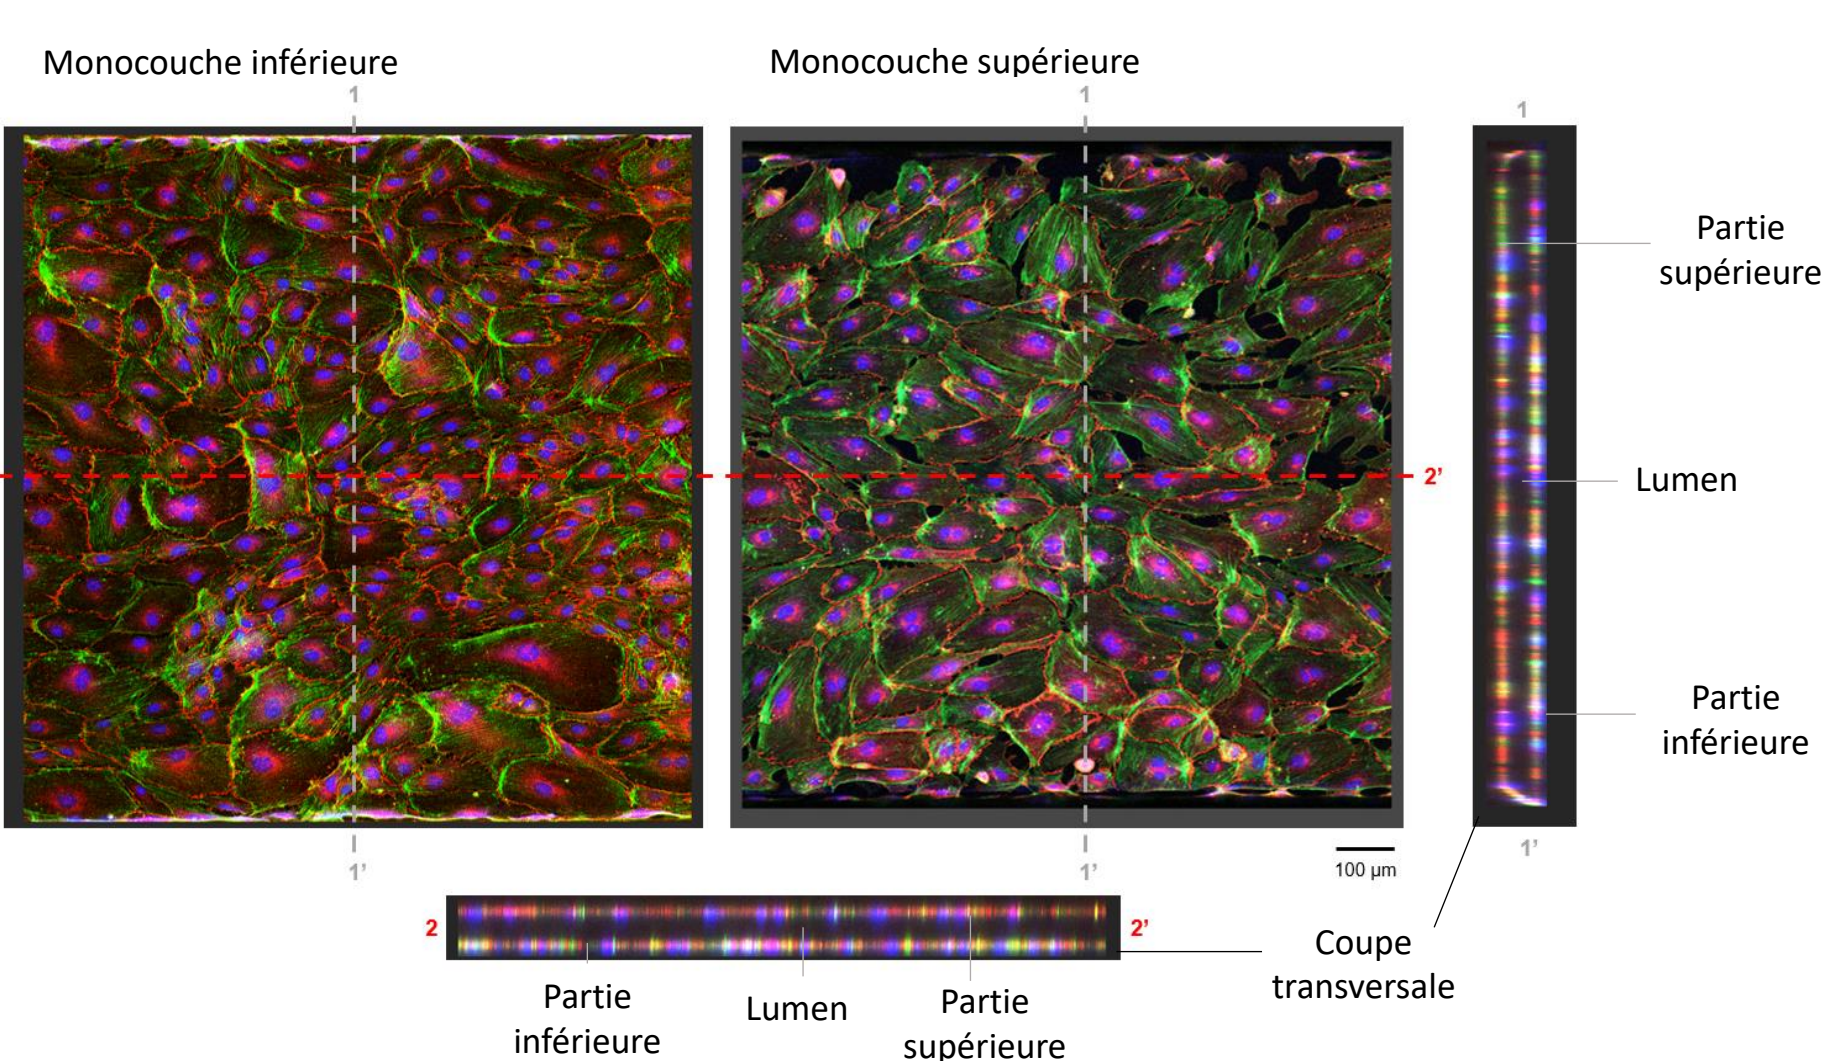 Monocouche inférieure
Monocouche supérieure
1
1
1
Partie
supérieure
2'
Lumen
Partie
inférieure
1'
1'
1'
100 µm
2
2'
Coupe
transversale
Partie
inférieure
Lumen
Partie
supérieure